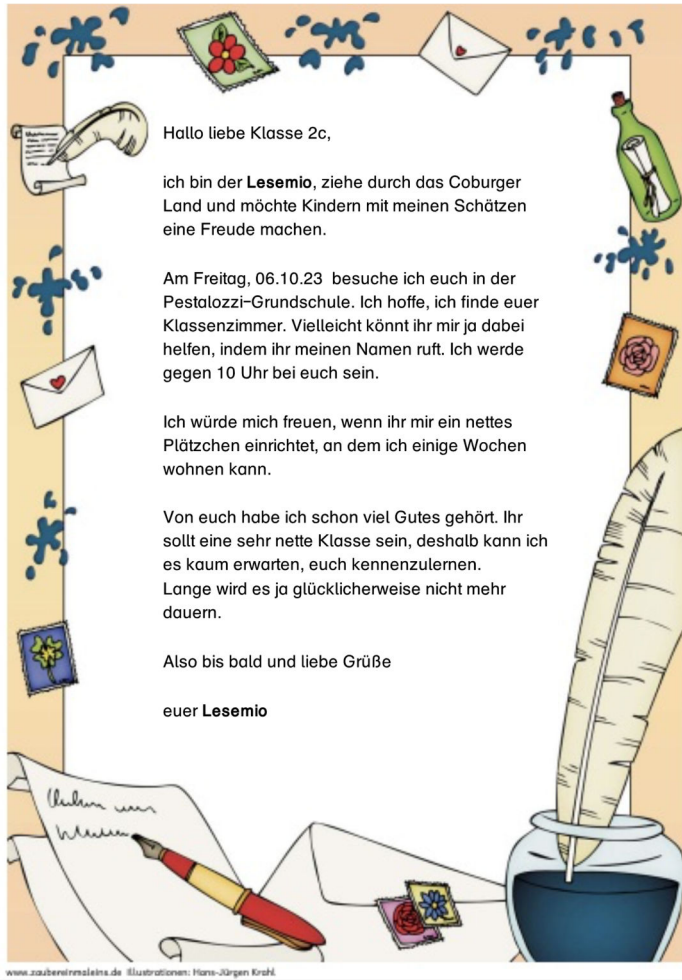 Hallo liebe Klasse 2c,
ich bin der Lesemio, ziehe durch das Coburger
Land und möchte Kindern mit meinen Schätzen
eine Freude machen.
Am Freitag, 06.10.23  besuche ich euch in der
Pestalozzi-Grundschule. Ich hoffe, ich finde euer
Klassenzimmer. Vielleicht könnt ihr mir ja dabei
helfen, indem ihr meinen Namen ruft. Ich werde
gegen 10 Uhr bei euch sein.
Ich würde mich freuen, wenn ihr mir ein nettes
Plätzchen einrichtet, an dem ich einige Wochen
wohnen kann.
Von euch habe ich schon viel Gutes gehört. Ihr
sollt eine sehr nette Klasse sein, deshalb kann ich
es kaum erwarten, euch kennenzulernen.
Lange wird es ja glücklicherweise nicht mehr
dauern.
Also bis bald und liebe Grüße
euer Lesemio
www.zaubereinmaleins.de Illustrationen: Hans-Jürgen Krahl